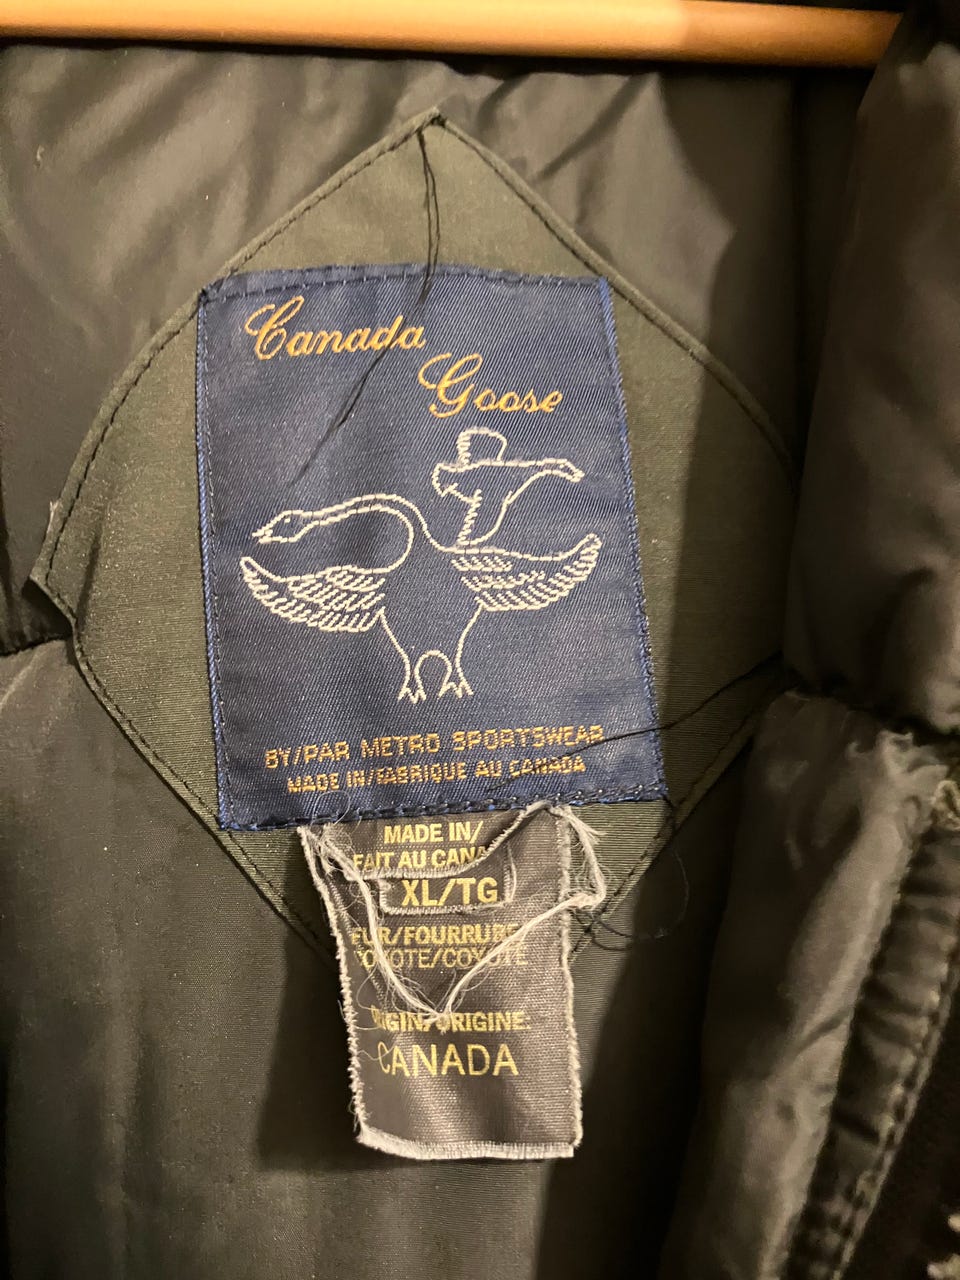 Canada
Goose
BY/PAR METRO SPORTSWEAR
MADE IN/FABRIQUE AU CANADA
MADE IN/
FAIT AU CANA
XL/TG
FUR/FOURRURE
COYOTE/COYOTE
ORIGIN/ORIGINE:
CANADA